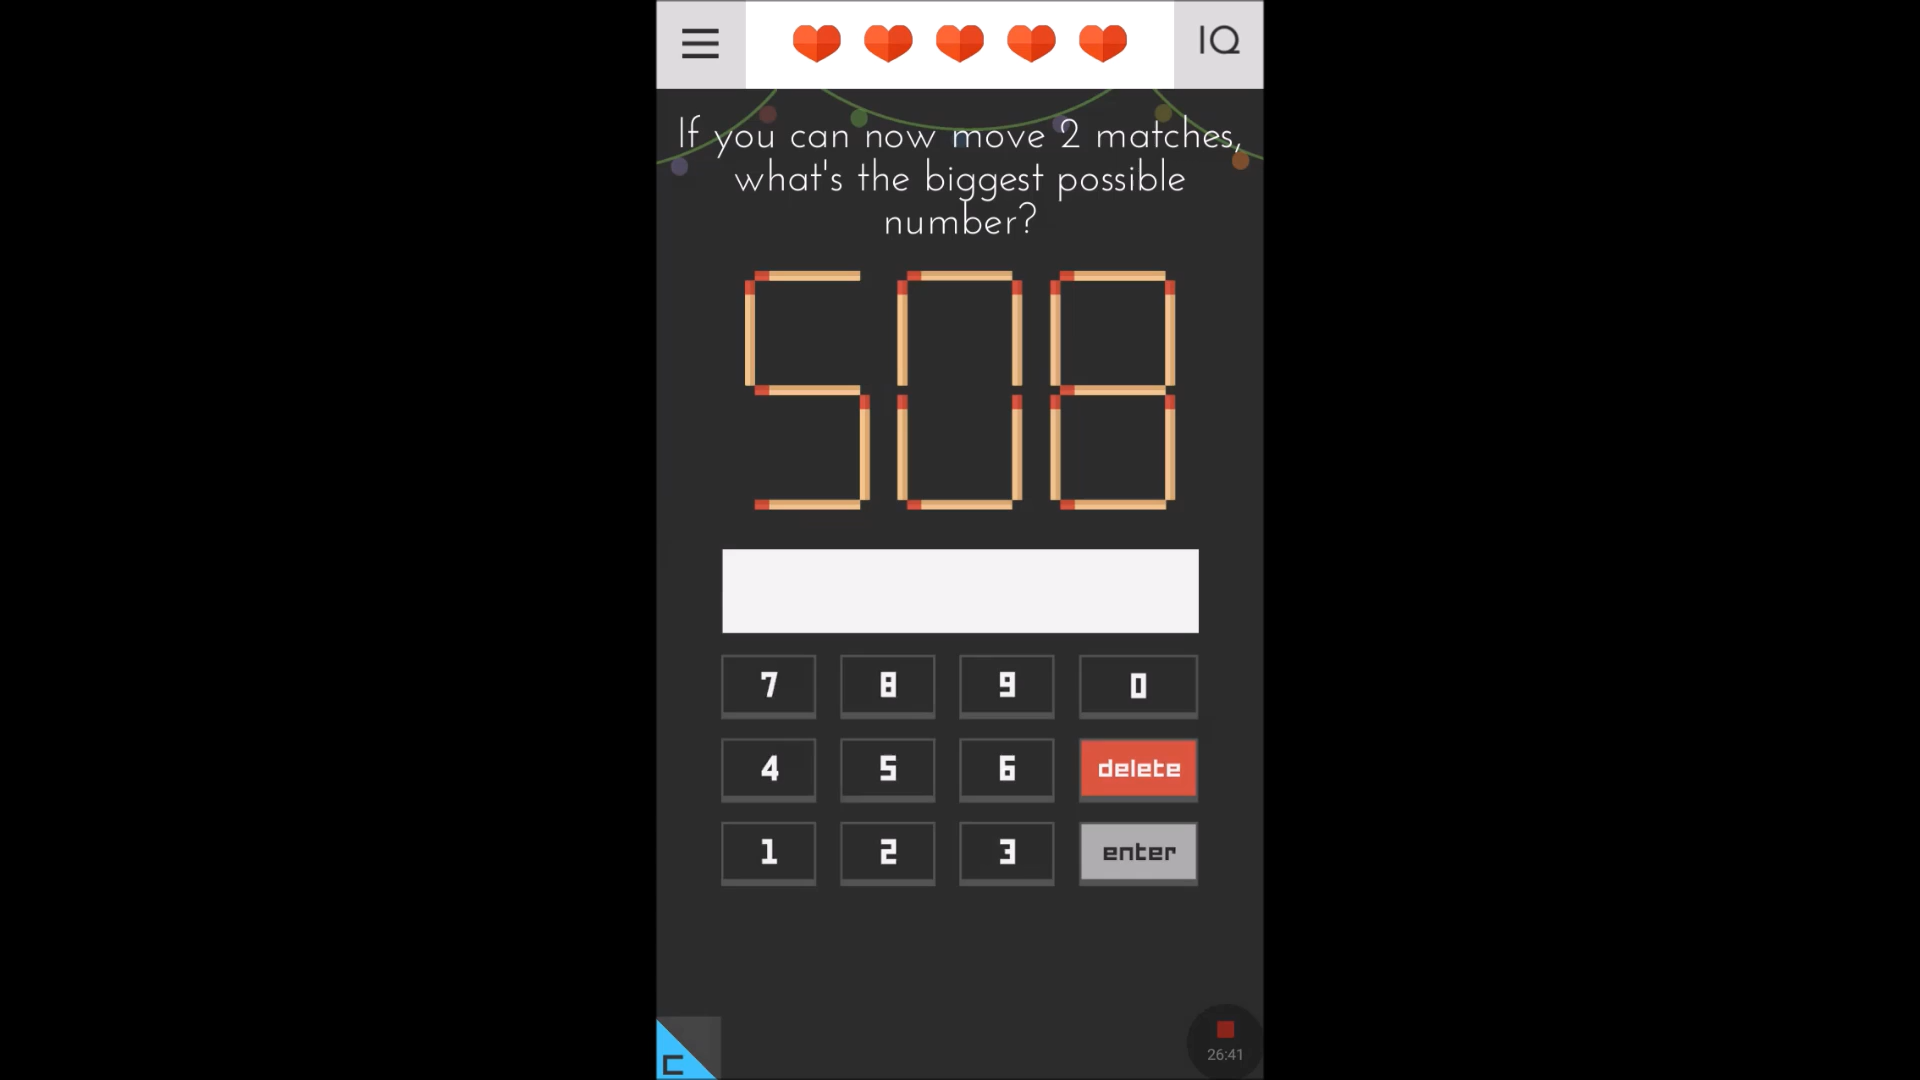 IQ
If you can now move 2 matches,
what's the biggest possible
number?
508
7 8 9 0
4 5 6 delete
1 2 3 enter
26:41